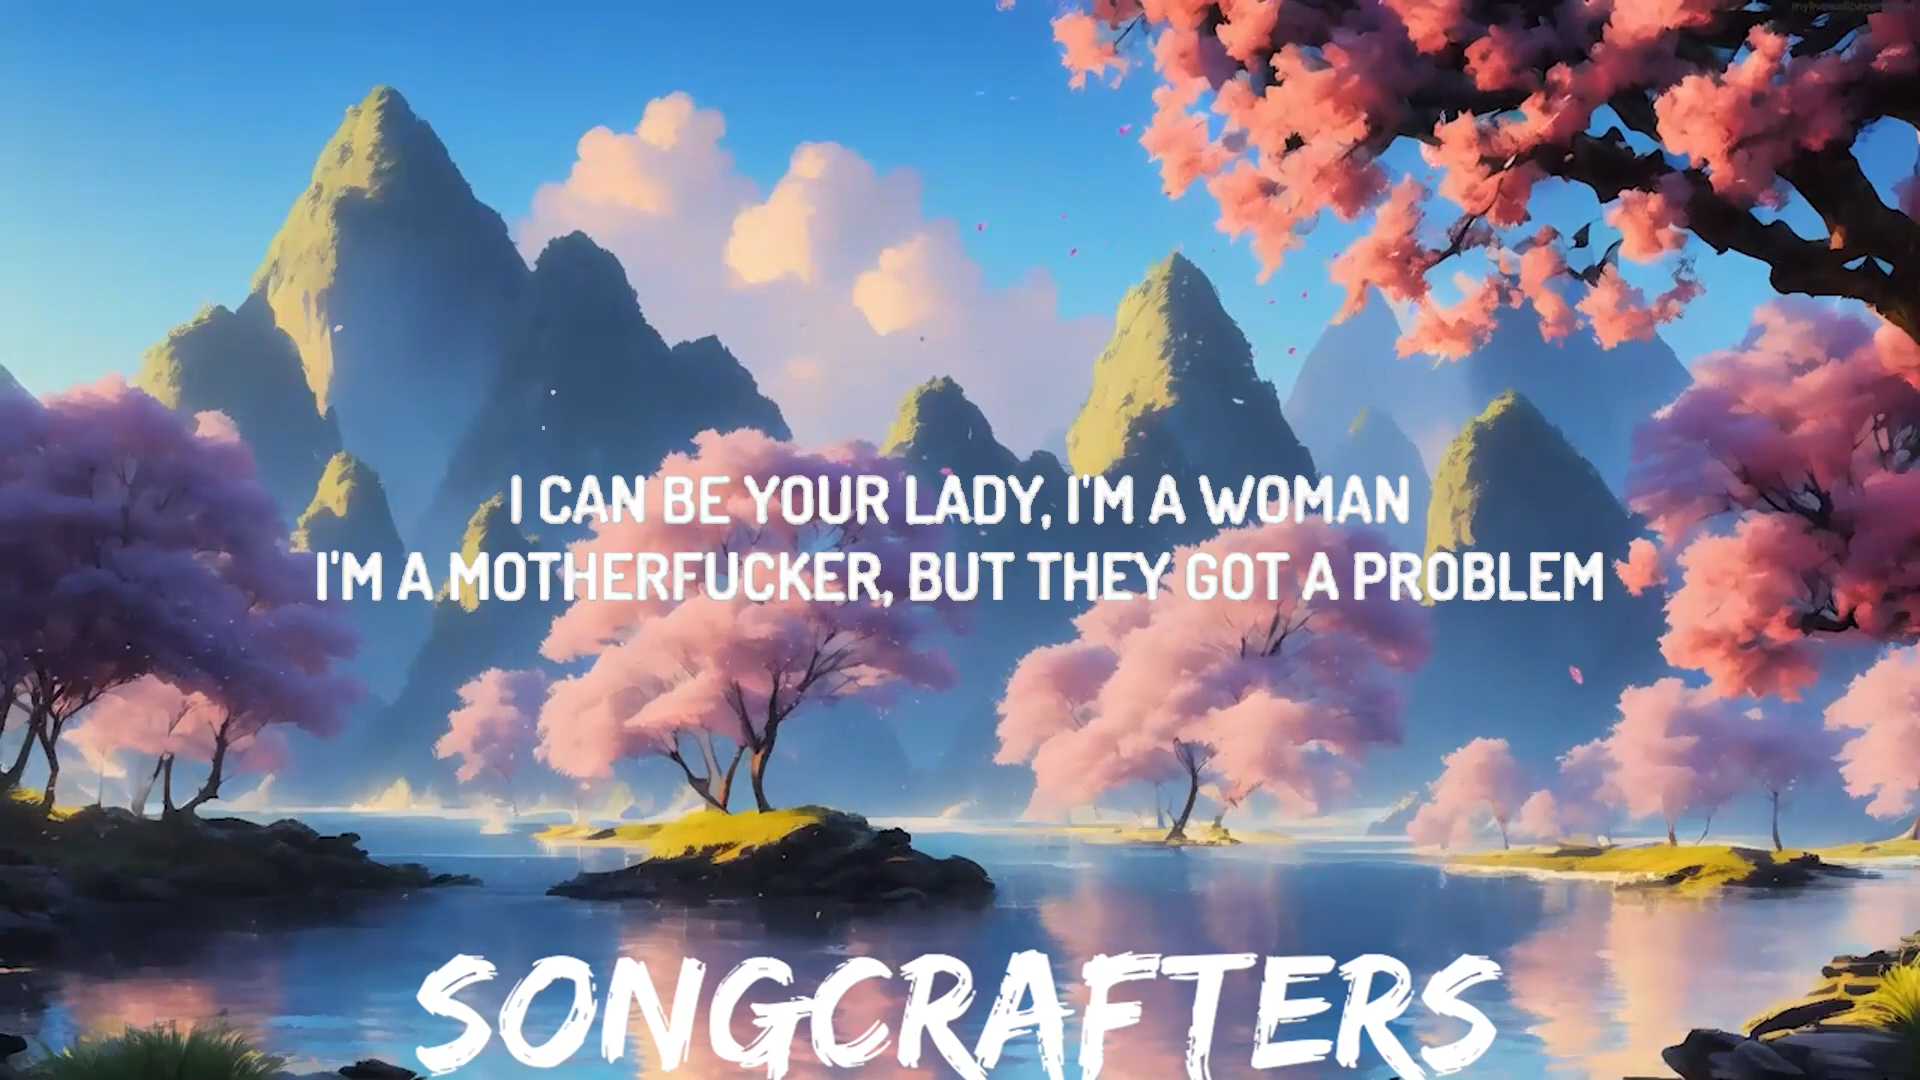 I CAN BE YOUR LADY, I'M A WOMAN
I'M A MOTHERFUCKER, BUT THEY GOT A PROBLEM
SONGCRAFTERS